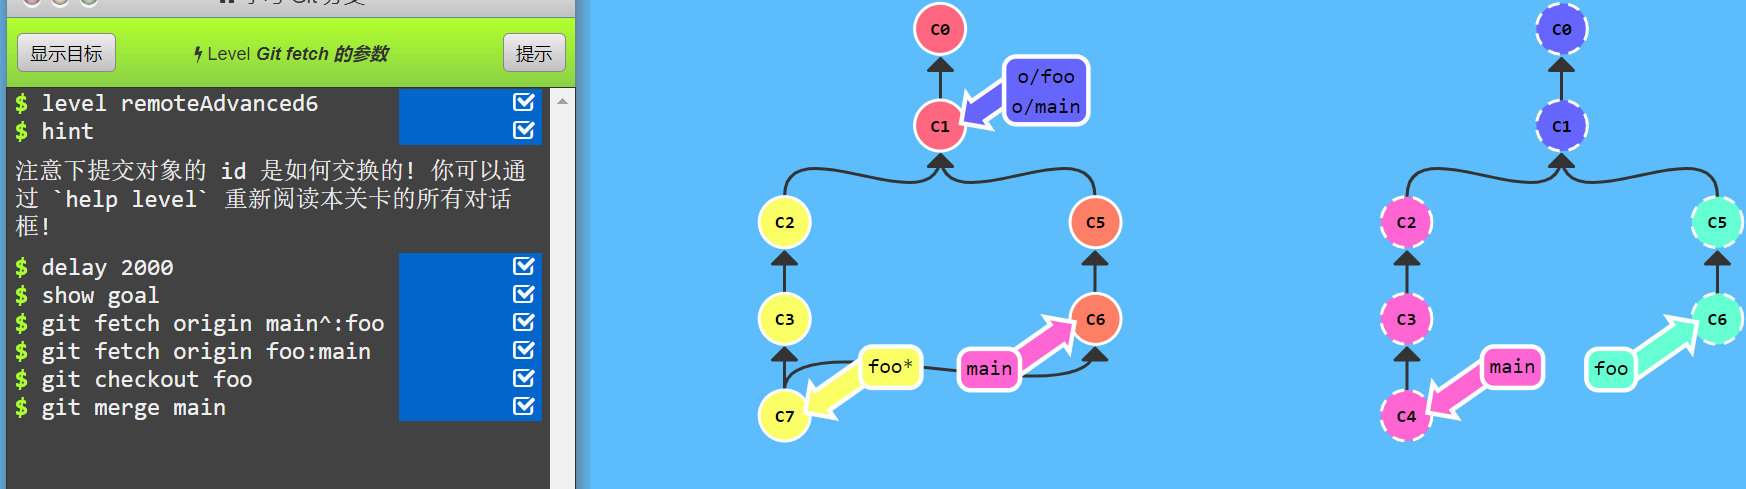 显示目标
Level Git fetch 的参数
提示
$ level remoteAdvanced6
$ hint
注意下提交对象的 id 是如何交换的! 你可以通
过 `help level` 重新阅读本关卡的所有对话
框!
$ delay 2000
$ show goal
$ git fetch origin main^:foo
$ git fetch origin foo:main
$ git checkout foo
$ git merge main
C0
o/foo
o/main
C1
C2
C5
C3
C6
foo*
main
C7
C0
C1
C2
C5
C3
C6
main
foo
C4